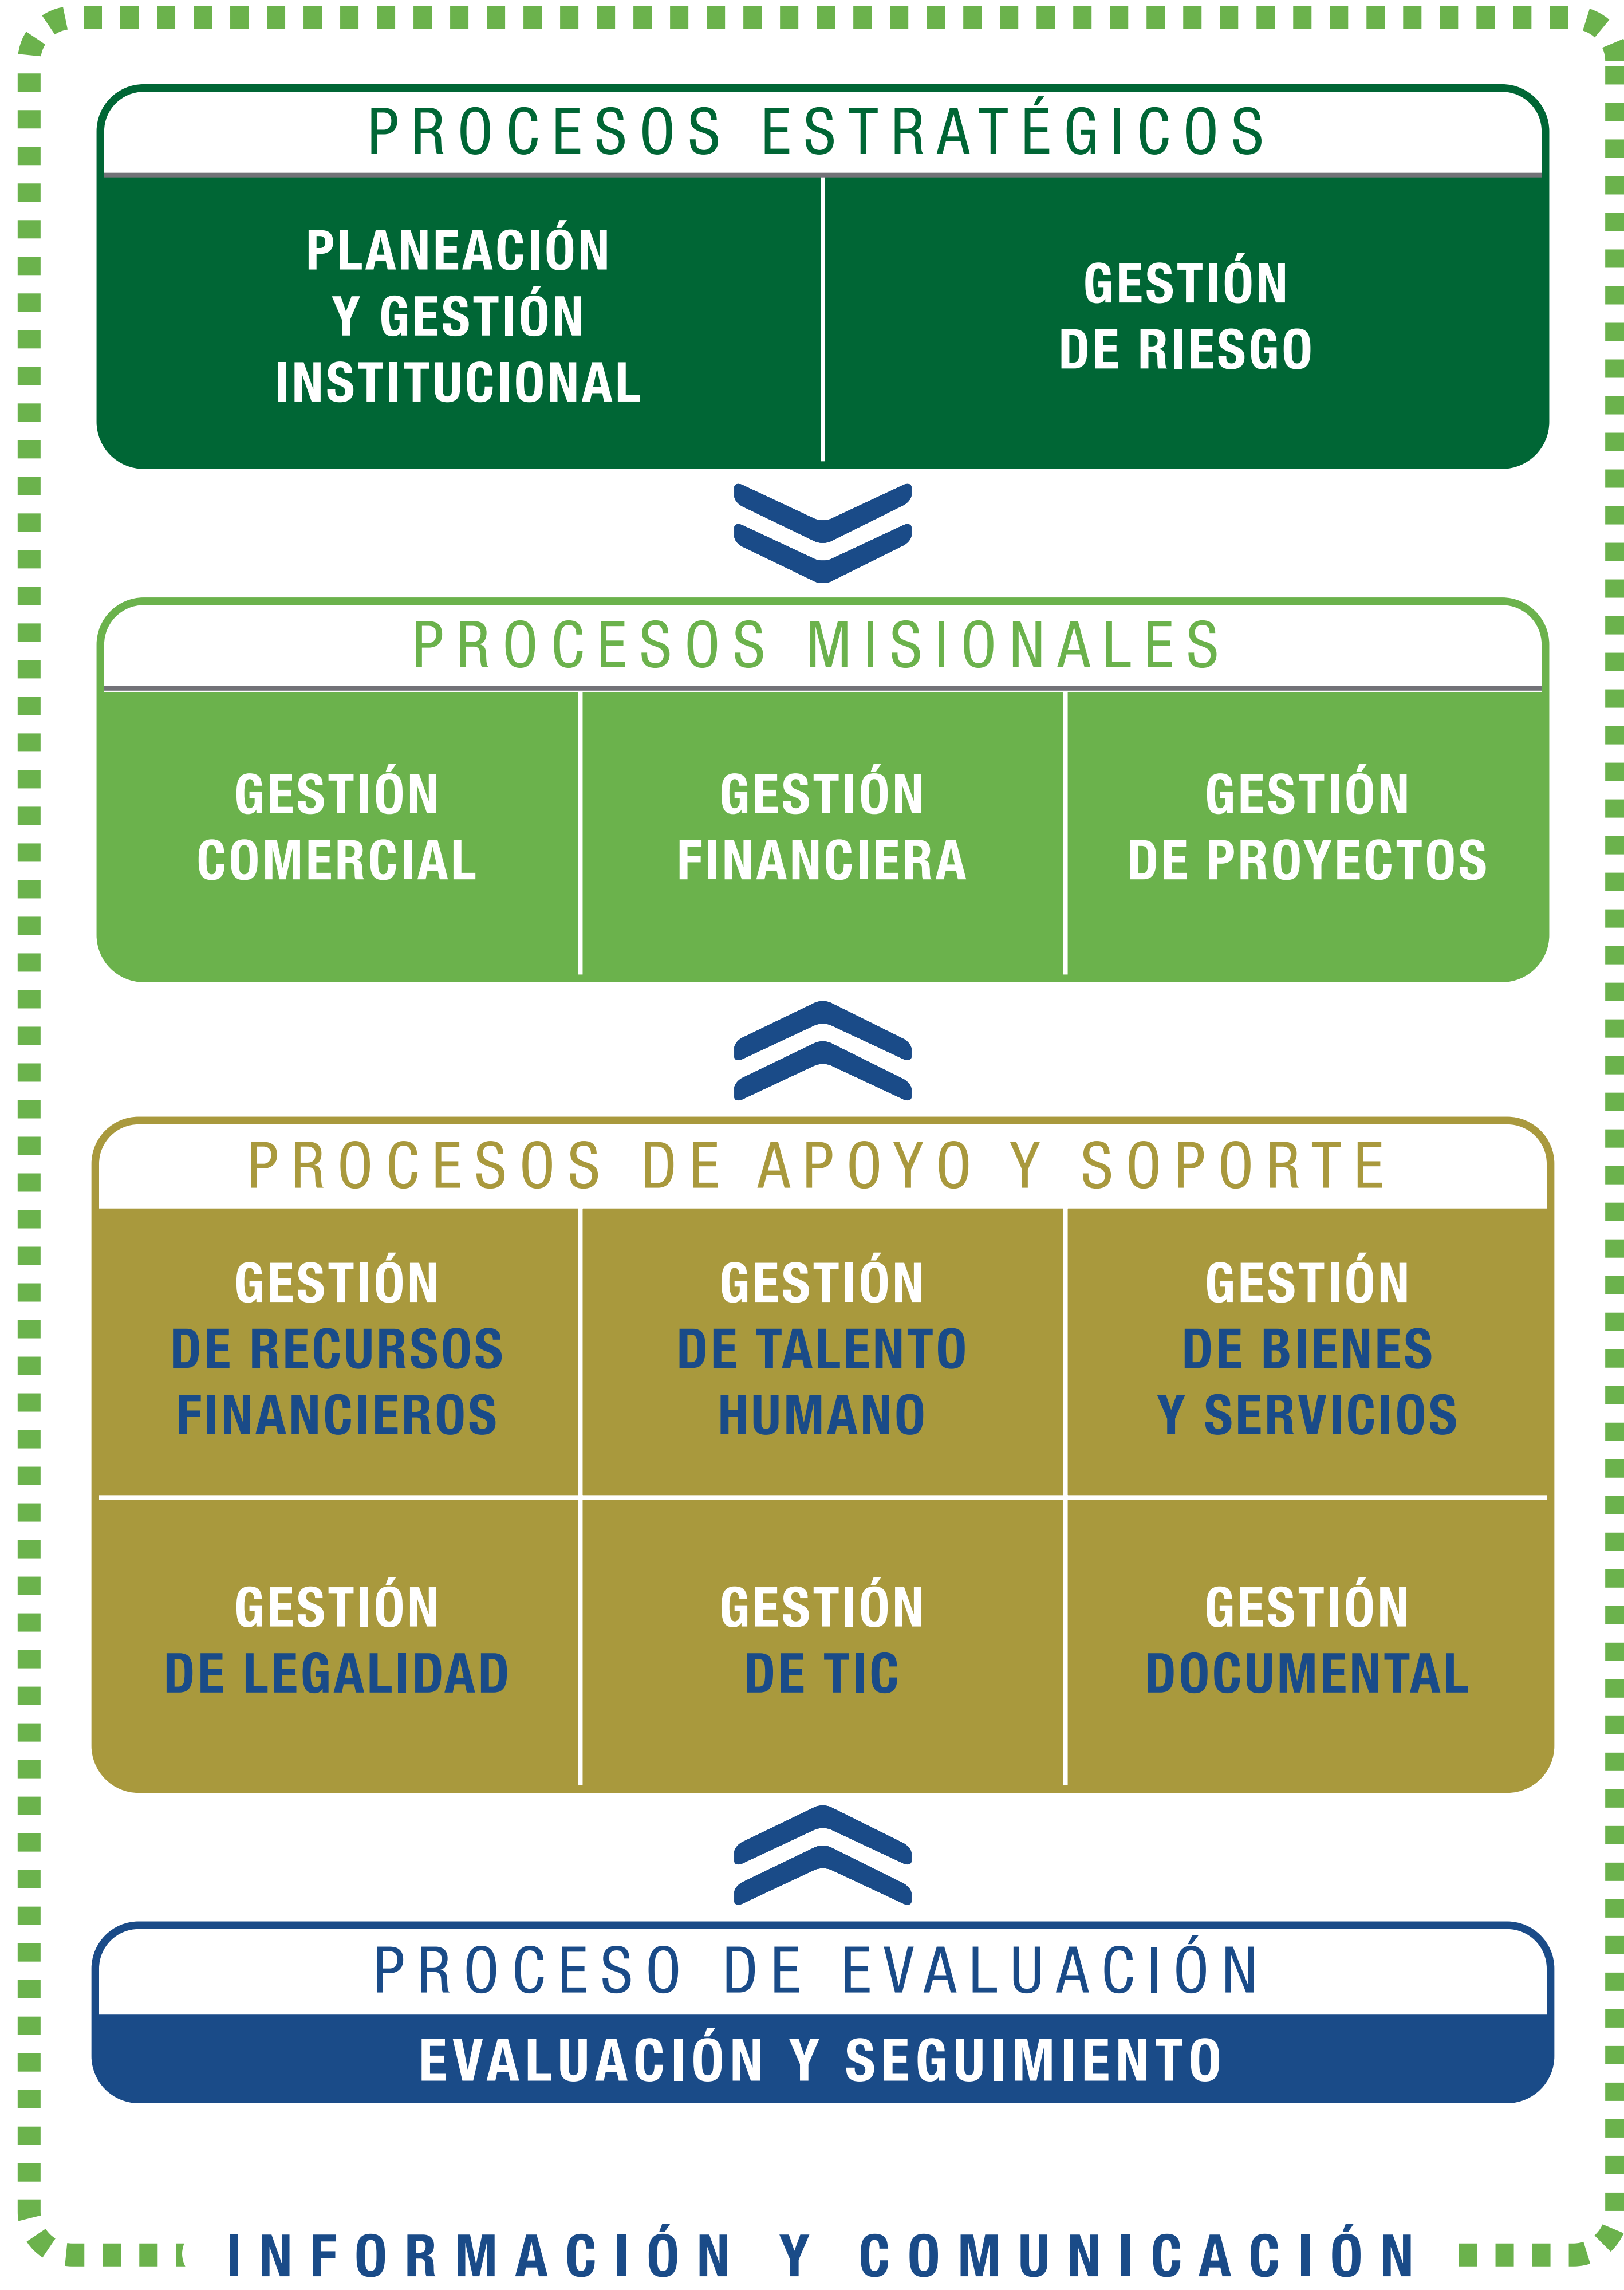 PROCESOS ESTRATÉGICOS
PLANEACIÓN
Y GESTIÓN
INSTITUCIONAL
GESTIÓN
DE RIESGO
PROCESOS MISIONALES
GESTIÓN
COMERCIAL
GESTIÓN
FINANCIERA
GESTIÓN
DE PROYECTOS
PROCESOS DE APOYO Y SOPORTE
GESTIÓN
DE RECURSOS
FINANCIEROS
GESTIÓN
DE TALENTO
HUMANO
GESTIÓN
DE BIENES
Y SERVICIOS
GESTIÓN
DE LEGALIDAD
GESTIÓN
DE TIC
GESTIÓN
DOCUMENTAL
PROCESO DE EVALUACIÓN
EVALUACIÓN Y SEGUIMIENTO
INFORMACIÓN Y COMUNICACIÓN